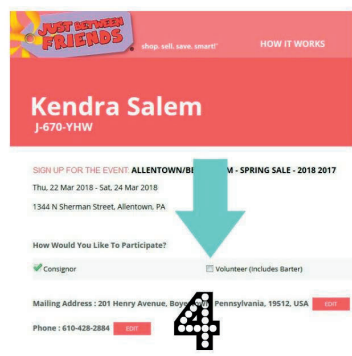 JUST BETWEEN
FRIENDS
shop. sell. save. smart!
HOW IT WORKS
Kendra Salem
J-670-YHW
SIGN UP FOR THE EVENT: ALLENTOWN/BE M - SPRING SALE - 2018 2017
Thu, 22 Mar 2018 - Sat, 24 Mar 2018
1344 N Sherman Street, Allentown, PA
How Would You Like To Participate?
Consignor
Volunteer (Includes Barter)
Mailing Address : 201 Henry Avenue, Boyertown, Pennsylvania, 19512, USA EDIT
Phone : 610-428-2884 EDIT
4